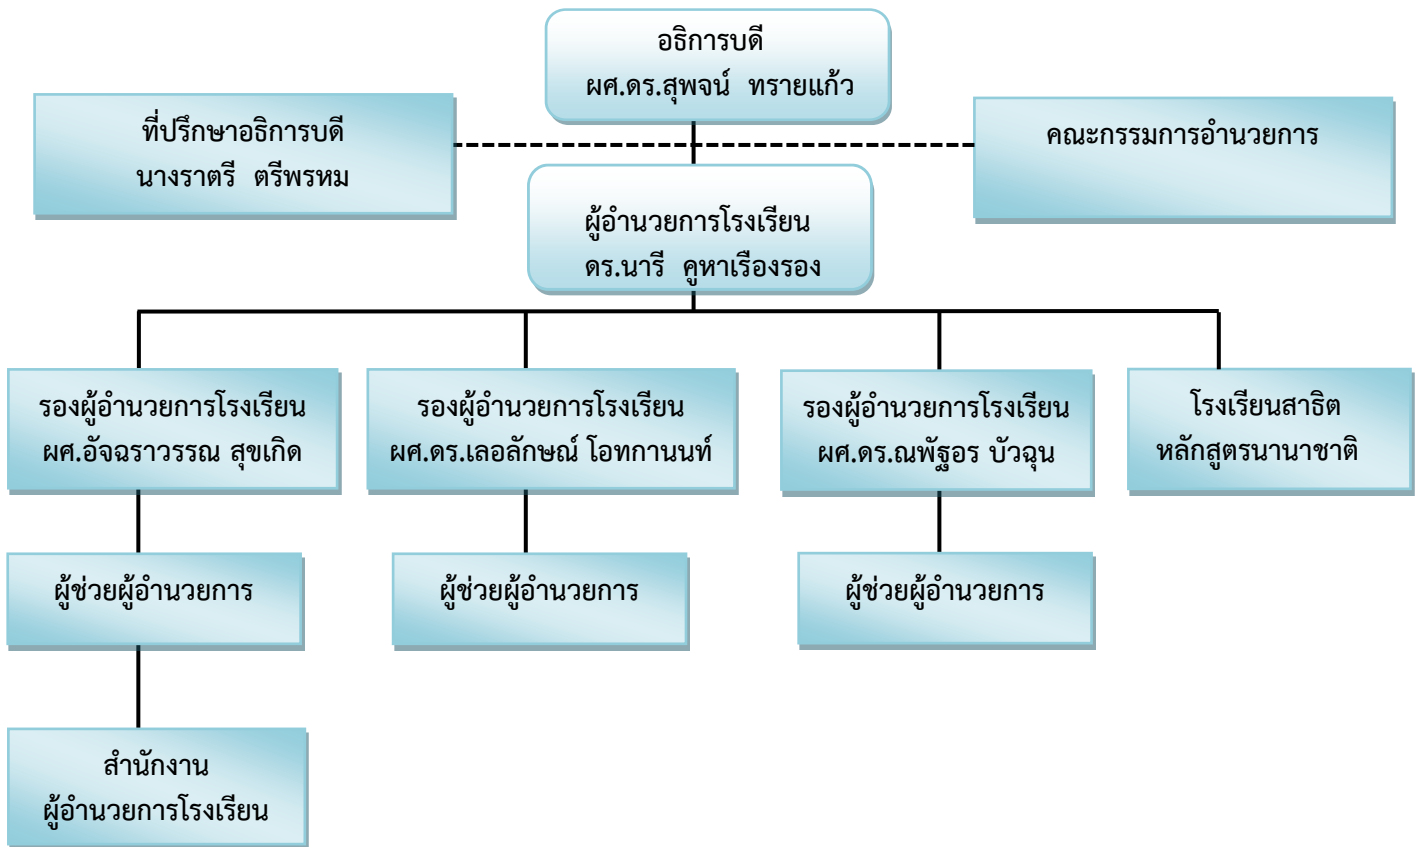 อธิการบดี
ผศ.ดร.สุพจน์ ทรายแก้ว
ที่ปรึกษาอธิการบดี
นางราตรี ตรีพรหม
คณะกรรมการอำนวยการ
ผู้อำนวยการโรงเรียน
ดร.นารี คูหาเรืองรอง
รองผู้อำนวยการโรงเรียน
ผศ.อัจฉราวรรณ สุขเกิด
รองผู้อำนวยการโรงเรียน
ผศ.ดร.เลอลักษณ์ โอทกานนท์
รองผู้อำนวยการโรงเรียน
ผศ.ดร.ณพัฐอร บัวฉุน
โรงเรียนสาธิต
หลักสูตรนานาชาติ
ผู้ช่วยผู้อำนวยการ
ผู้ช่วยผู้อำนวยการ
ผู้ช่วยผู้อำนวยการ
สำนักงาน
ผู้อำนวยการโรงเรียน